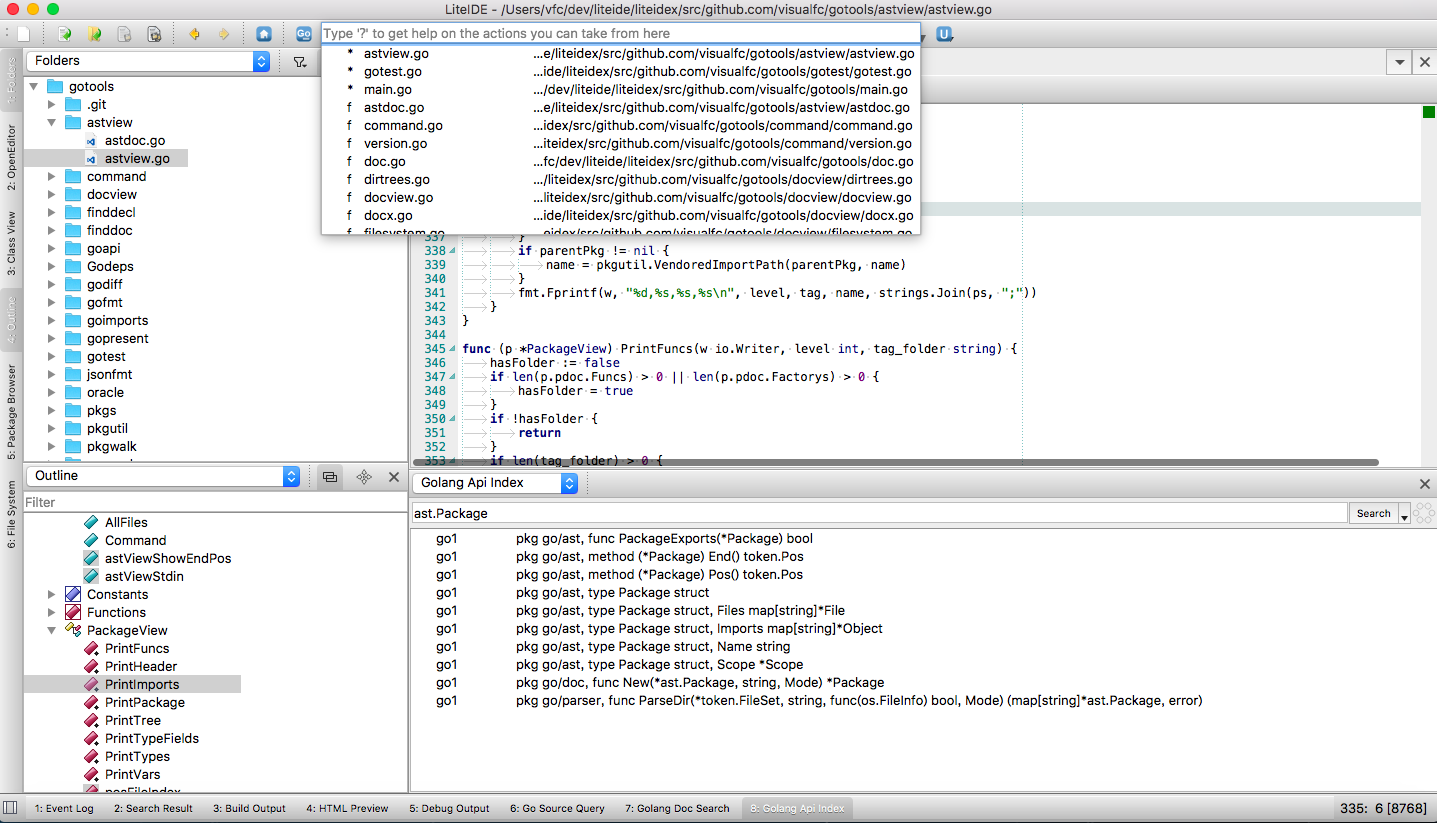 LiteIDE - /Users/vfc/dev/liteide/liteidex/src/github.com/visualfc/gotools/astview/astview.go
Go
Type '?' to get help on the actions you can take from here
U
* astview.go ...e/liteidex/src/github.com/visualfc/gotools/astview/astview.go
* gotest.go ...ide/liteidex/src/github.com/visualfc/gotools/gotest/gotest.go
* main.go .../dev/liteide/liteidex/src/github.com/visualfc/gotools/main.go
f astdoc.go ...e/liteidex/src/github.com/visualfc/gotools/astview/astdoc.go
f command.go ...idex/src/github.com/visualfc/gotools/command/command.go
f version.go ...iteidex/src/github.com/visualfc/gotools/command/version.go
f doc.go ...fc/dev/liteide/liteidex/src/github.com/visualfc/gotools/doc.go
f dirtrees.go .../liteidex/src/github.com/visualfc/gotools/docview/dirtrees.go
f docview.go ...liteidex/src/github.com/visualfc/gotools/docview/docview.go
f docx.go ...ide/liteidex/src/github.com/visualfc/gotools/docview/docx.go
f filesystem.go ...eidex/src/github.com/visualfc/gotools/docview/filesystem.go
1: Folders
2: OpenEditor
3: Class View
4: Outline
5: Package Browser
6: File System
Folders
gotools
.git
astview
astdoc.go
astview.go
command
docview
finddecl
finddoc
goapi
Godeps
godiff
gofmt
goimports
gopresent
gotest
jsonfmt
oracle
pkgs
pkgutil
pkgwalk
337 }
338 if parentPkg != nil {
339 name = pkgutil.VendoredImportPath(parentPkg, name)
340 }
341 fmt.Fprintf(w, "%d,%s,%s,%s\n", level, tag, name, strings.Join(ps, ";"))
342 }
343 }
344
345 func (p *PackageView) PrintFuncs(w io.Writer, level int, tag_folder string) {
346 hasFolder := false
347 if len(p.pdoc.Funcs) > 0 || len(p.pdoc.Factorys) > 0 {
348 hasFolder = true
349 }
350 if !hasFolder {
351 return
352 }
353 if len(tag_folder) > 0 {
Outline
Filter
AllFiles
Command
astViewShowEndPos
astViewStdin
Constants
Functions
PackageView
PrintFuncs
PrintHeader
PrintImports
PrintPackage
PrintTree
PrintTypeFields
PrintTypes
PrintVars
posFileIndex
Golang Api Index
ast.Package Search
go1 pkg go/ast, func PackageExports(*Package) bool
go1 pkg go/ast, method (*Package) End() token.Pos
go1 pkg go/ast, method (*Package) Pos() token.Pos
go1 pkg go/ast, type Package struct
go1 pkg go/ast, type Package struct, Files map[string]*File
go1 pkg go/ast, type Package struct, Imports map[string]*Object
go1 pkg go/ast, type Package struct, Name string
go1 pkg go/ast, type Package struct, Scope *Scope
go1 pkg go/doc, func New(*ast.Package, string, Mode) *Package
go1 pkg go/parser, func ParseDir(*token.FileSet, string, func(os.FileInfo) bool, Mode) (map[string]*ast.Package, error)
1: Event Log 2: Search Result 3: Build Output 4: HTML Preview 5: Debug Output 6: Go Source Query 7: Golang Doc Search 8: Golang Api Index 335: 6 [8768]